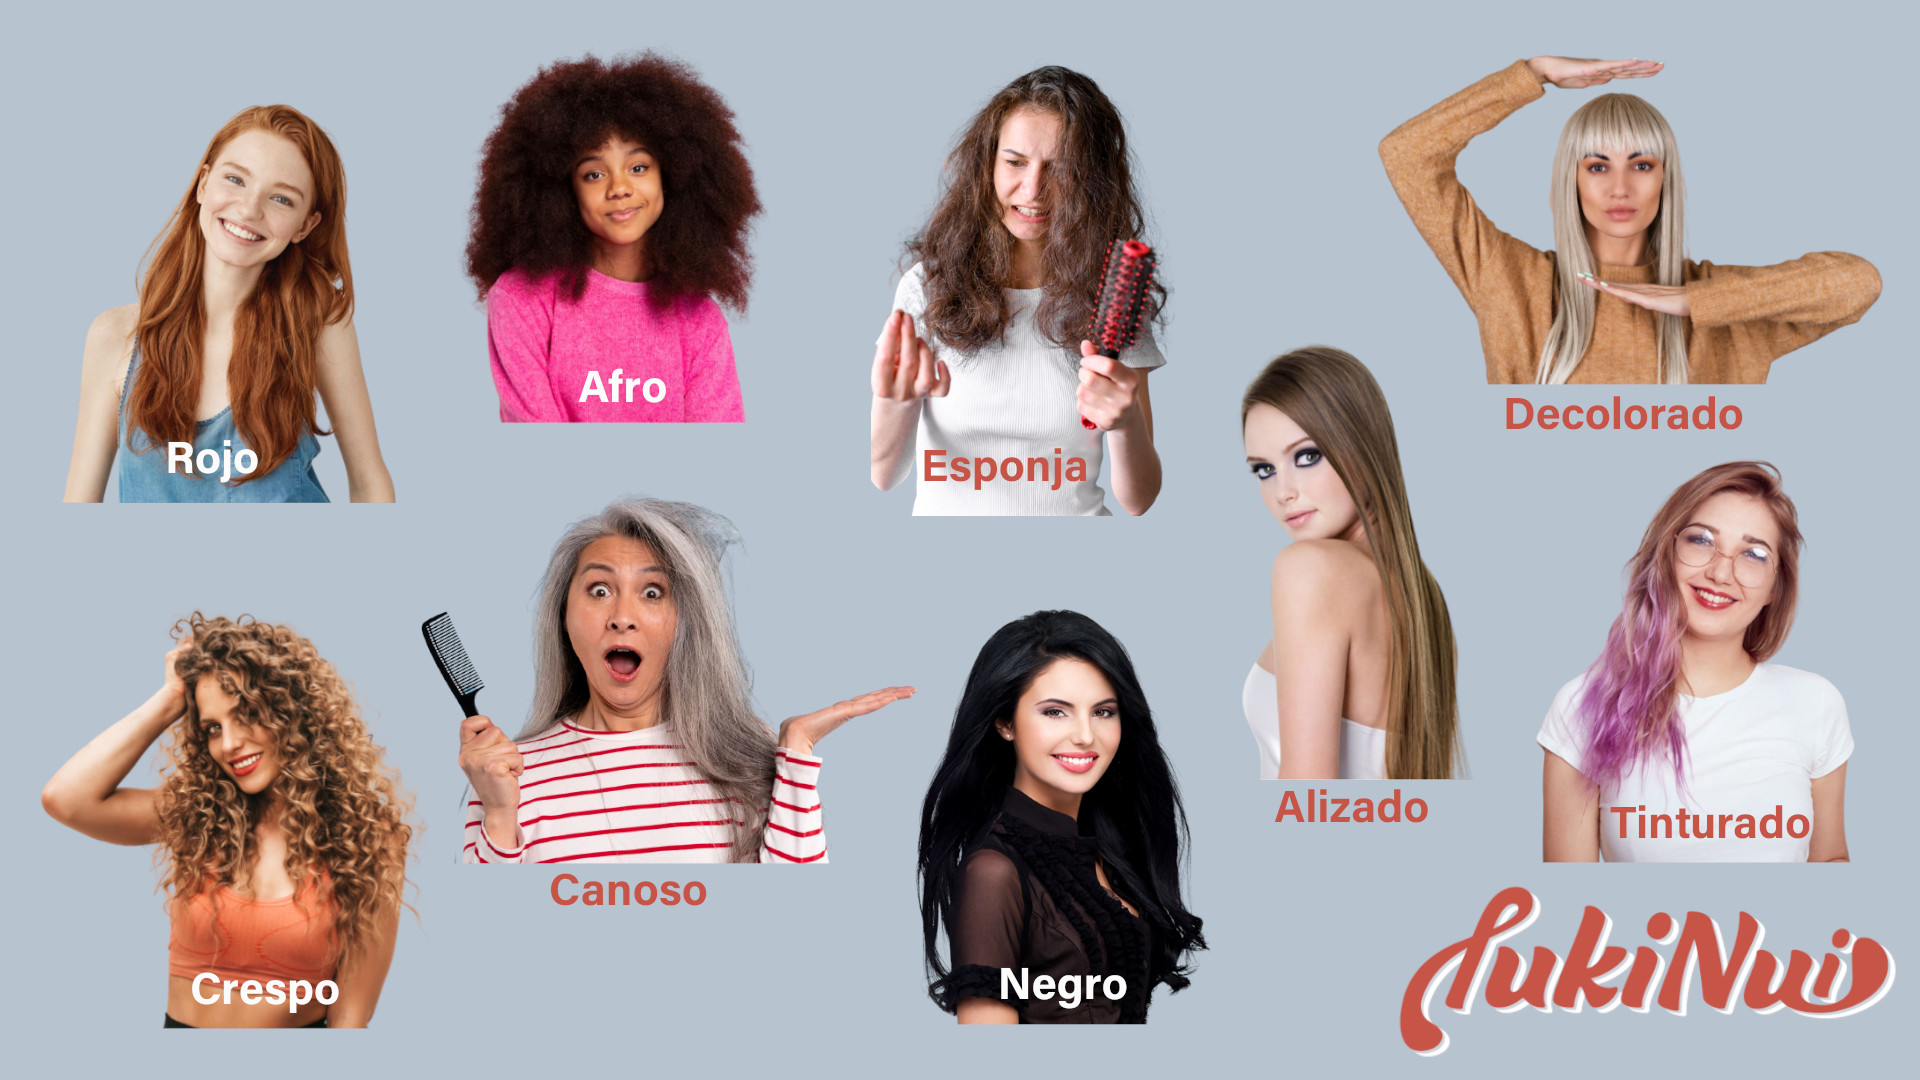 Rojo
Afro
Esponja
Decolorado
Crespo
Canoso
Negro
Alizado
Tinturado
lukiNui